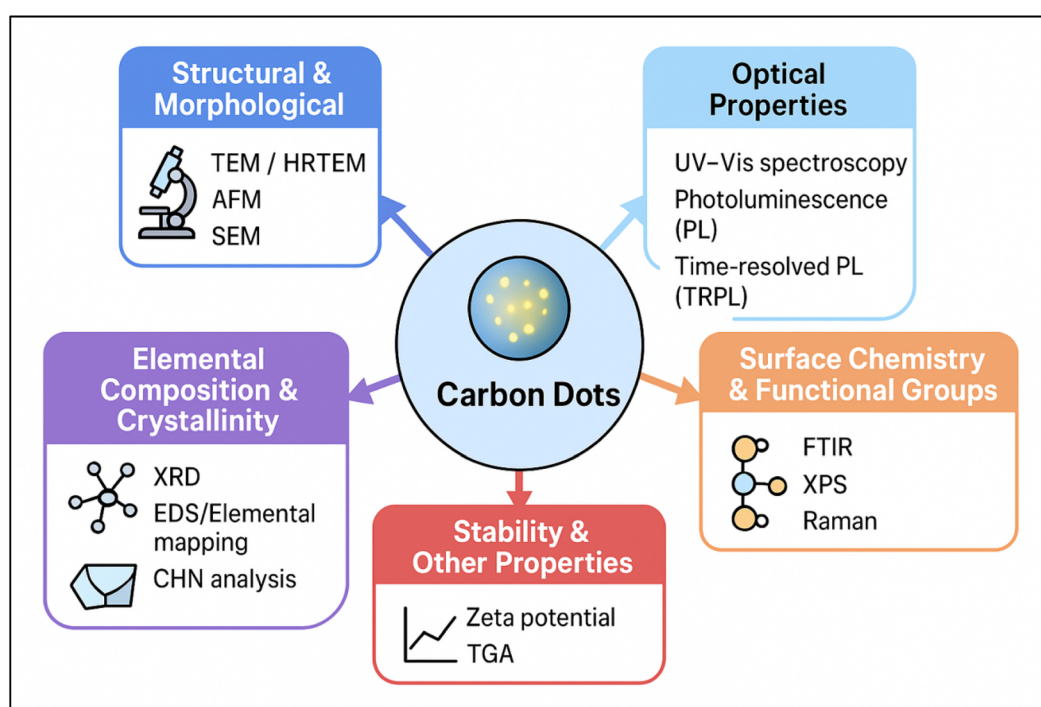 Structural &
Morphological
TEM / HRTEM
AFM
SEM
Optical
Properties
UV–Vis spectroscopy
Photoluminescence
(PL)
Time-resolved PL
(TRPL)
Carbon Dots
Elemental
Composition &
Crystallinity
XRD
EDS/Elemental
mapping
CHN analysis
Surface Chemistry
& Functional Groups
FTIR
XPS
Raman
Stability &
Other Properties
Zeta potential
TGA